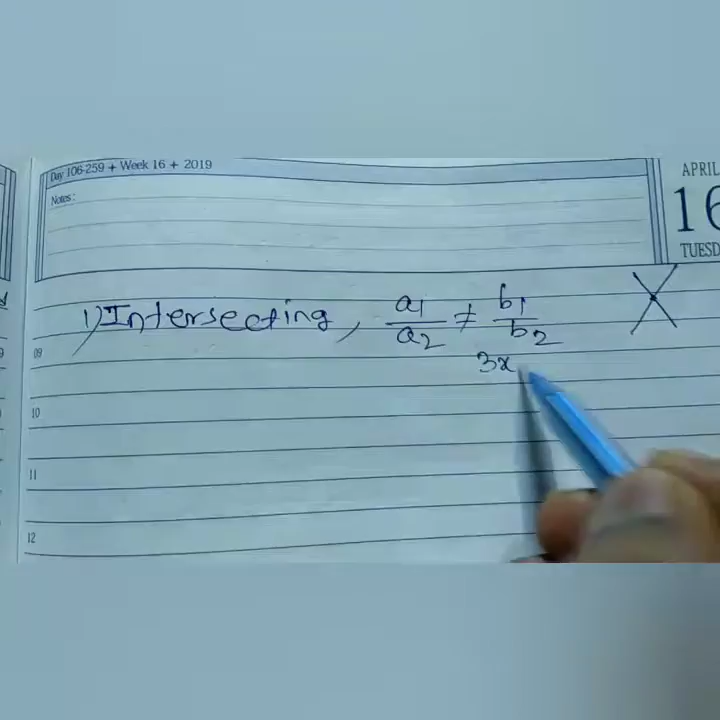 Day 106-259 + Week 16 + 2019
Notes :
APRIL
16
TUESD
1) Intersecting, a1/a2 ≠ b1/b2
3x
09
10
11
12